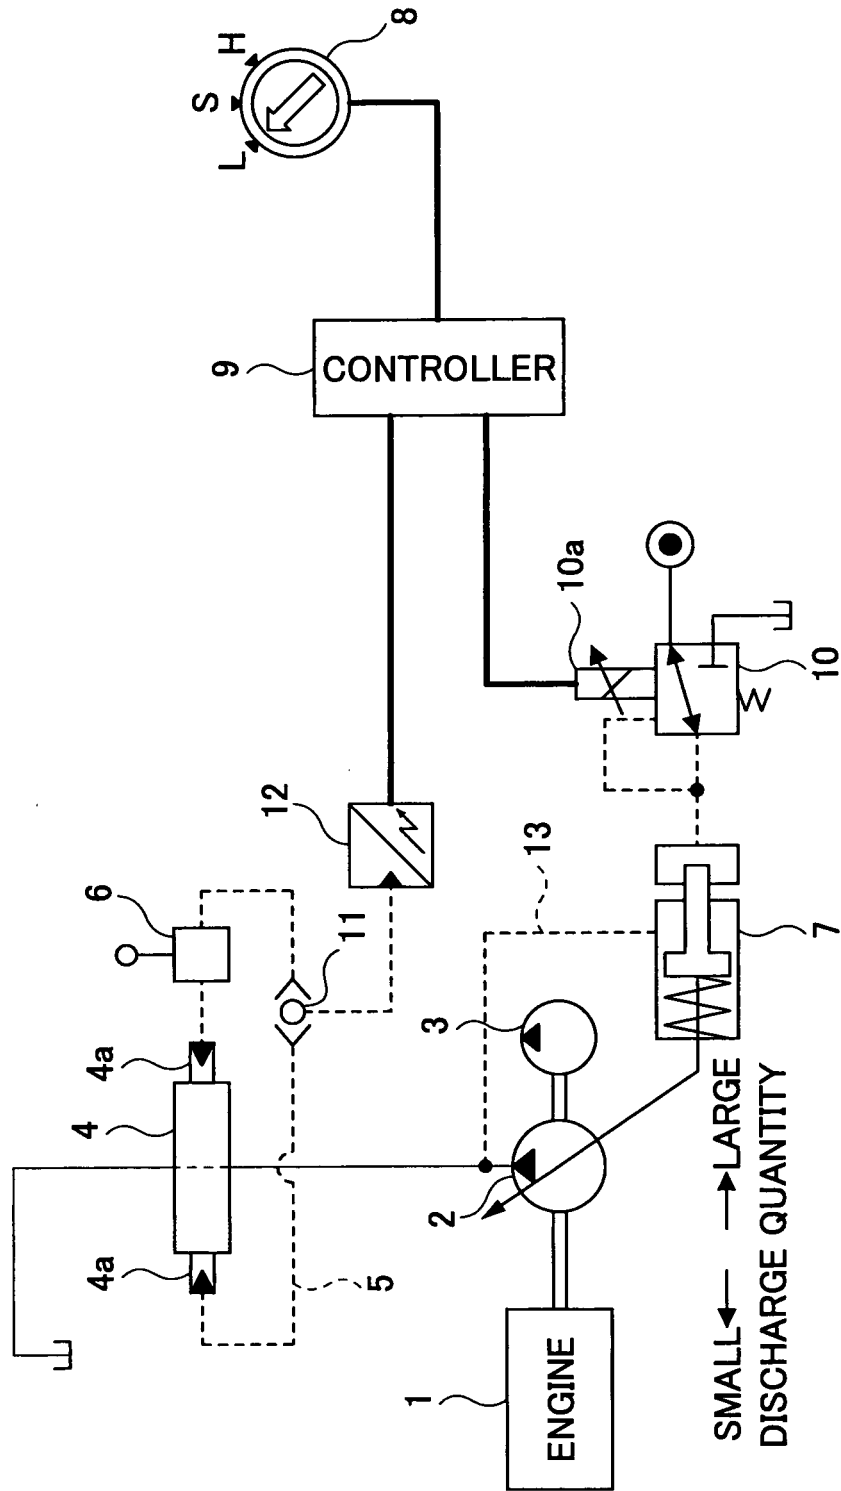 8
H
S
L
9
CONTROLLER
10a
10
12
13
6
11
7
3
4a
4
2
4a
5
1
ENGINE
SMALL LARGE
DISCHARGE QUANTITY